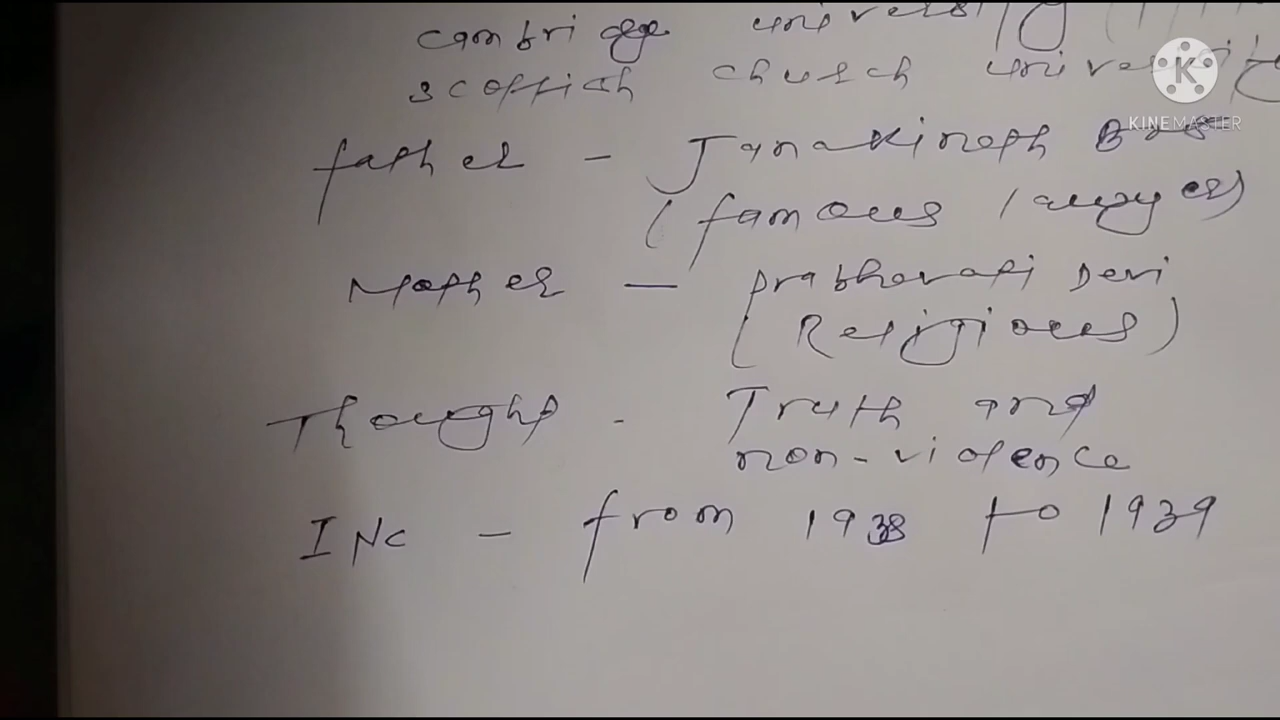 Cambridge university
scottish church university
father - Janakinath Bose
(famous lawyer)
Mother - prabhavati Devi
(Religious)
Thought - Truth and
non-violence
INC - from 1938 to 1939
KINEMASTER